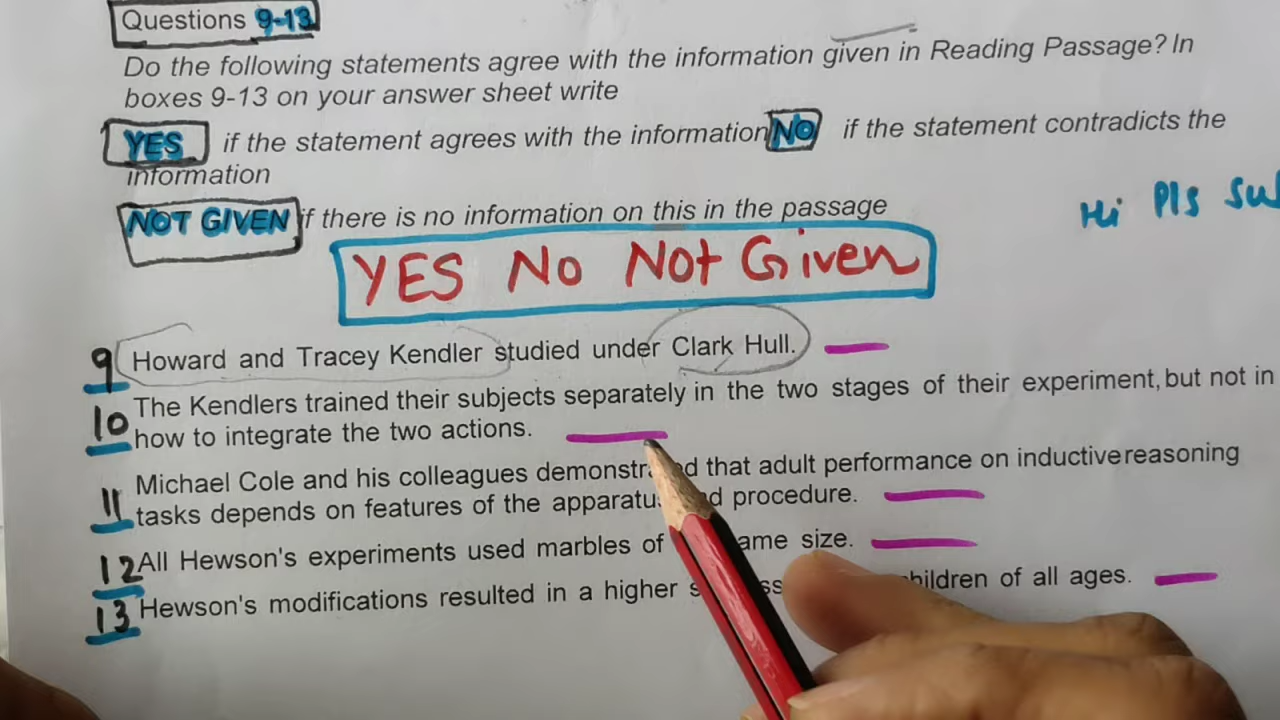 Questions 9-13
Do the following statements agree with the information given in Reading Passage? In
boxes 9-13 on your answer sheet write
YES if the statement agrees with the information NO if the statement contradicts the
information
NOT GIVEN if there is no information on this in the passage
Hi Pls
YES No Not Given
9 Howard and Tracey Kendler studied under Clark Hull.
10 The Kendlers trained their subjects separately in the two stages of their experiment, but not in
how to integrate the two actions.
11 Michael Cole and his colleagues that adult performance on inductive reasoning
tasks depends on features of the procedure.
12 All Hewson's experiments used marbles of size.
13 Hewson's modifications resulted in a higher children of all ages.